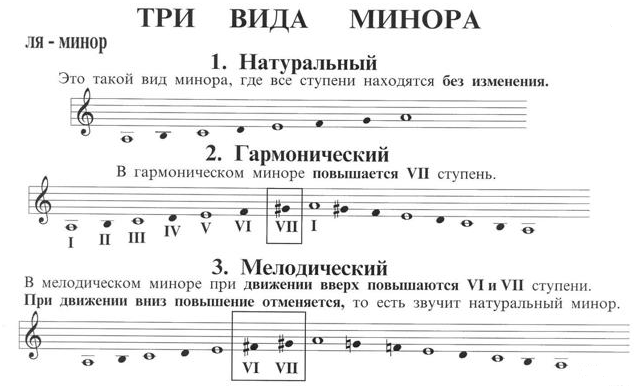 ТРИ ВИДА МИНОРА
ля - минор
1. Натуральный
Это такой вид минора, где все ступени находятся без изменения.
2. Гармонический
В гармоническом миноре повышается VII ступень.
I II III IV V VI VII I
3. Мелодический
В мелодическом миноре при движении вверх повышаются VI и VII ступени.
При движении вниз повышение отменяется, то есть звучит натуральный минор.
VI VII